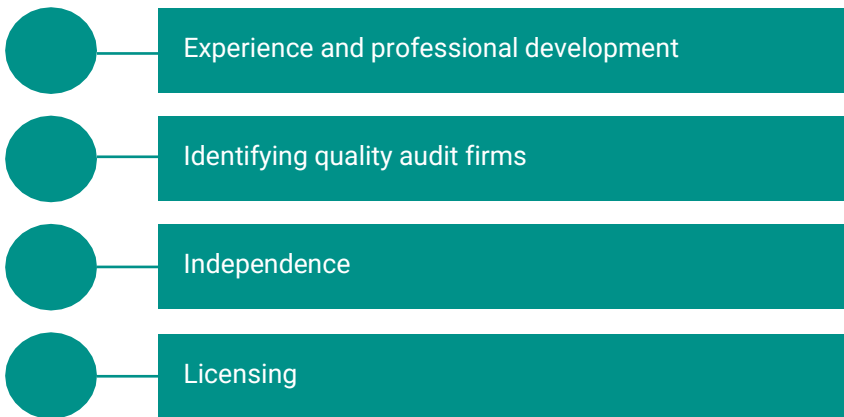 Experience and professional development
Identifying quality audit firms
Independence
Licensing